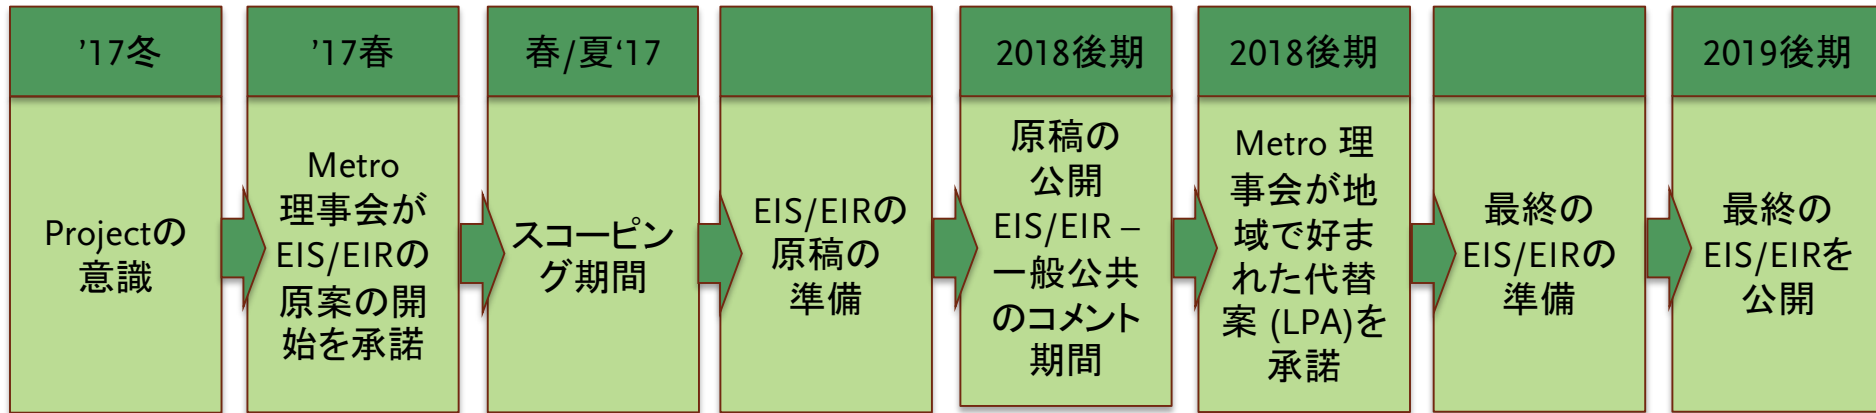 ’17冬
Projectの
意識
’17春
Metro
理事会が
EIS/EIRの
原案の開
始を承諾
春/夏‘17
スコーピン
グ期間
EIS/EIRの
原稿の
準備
2018後期
原稿の
公開
EIS/EIR –
一般公共
のコメント
期間
2018後期
Metro 理
事会が地
域で好ま
れた代替
案 (LPA)を
承諾
最終の
EIS/EIRの
準備
2019後期
最終の
EIS/EIRを
公開